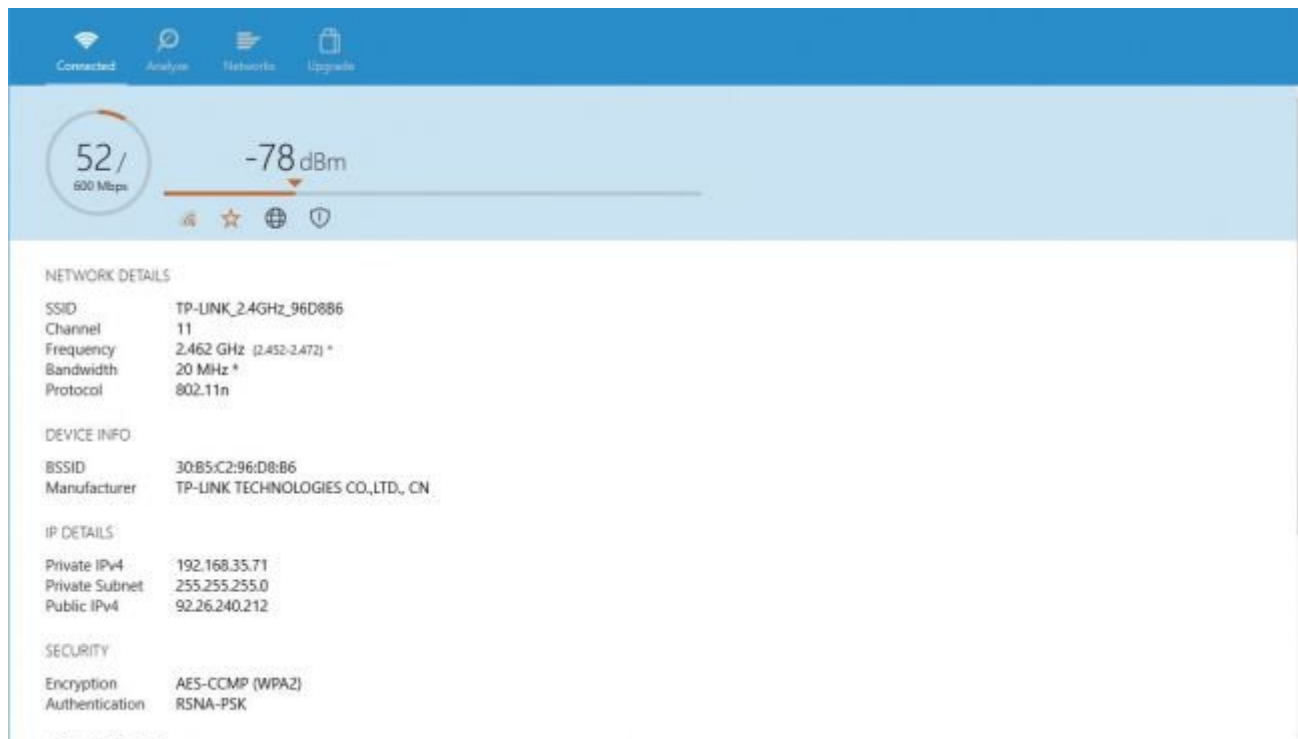 Connected Analyse Networks Upgrade
52/
600 Mbps
-78 dBm
NETWORK DETAILS
SSID TP-LINK_2.4GHz_96D8B6
Channel 11
Frequency 2.462 GHz (2.452-2.472) *
Bandwidth 20 MHz *
Protocol 802.11n
DEVICE INFO
BSSID 30:B5:C2:96:D8:B6
Manufacturer TP-LINK TECHNOLOGIES CO.,LTD., CN
IP DETAILS
Private IPv4 192.168.35.71
Private Subnet 255.255.255.0
Public IPv4 92.26.240.212
SECURITY
Encryption AES-CCMP (WPA2)
Authentication RSNA-PSK